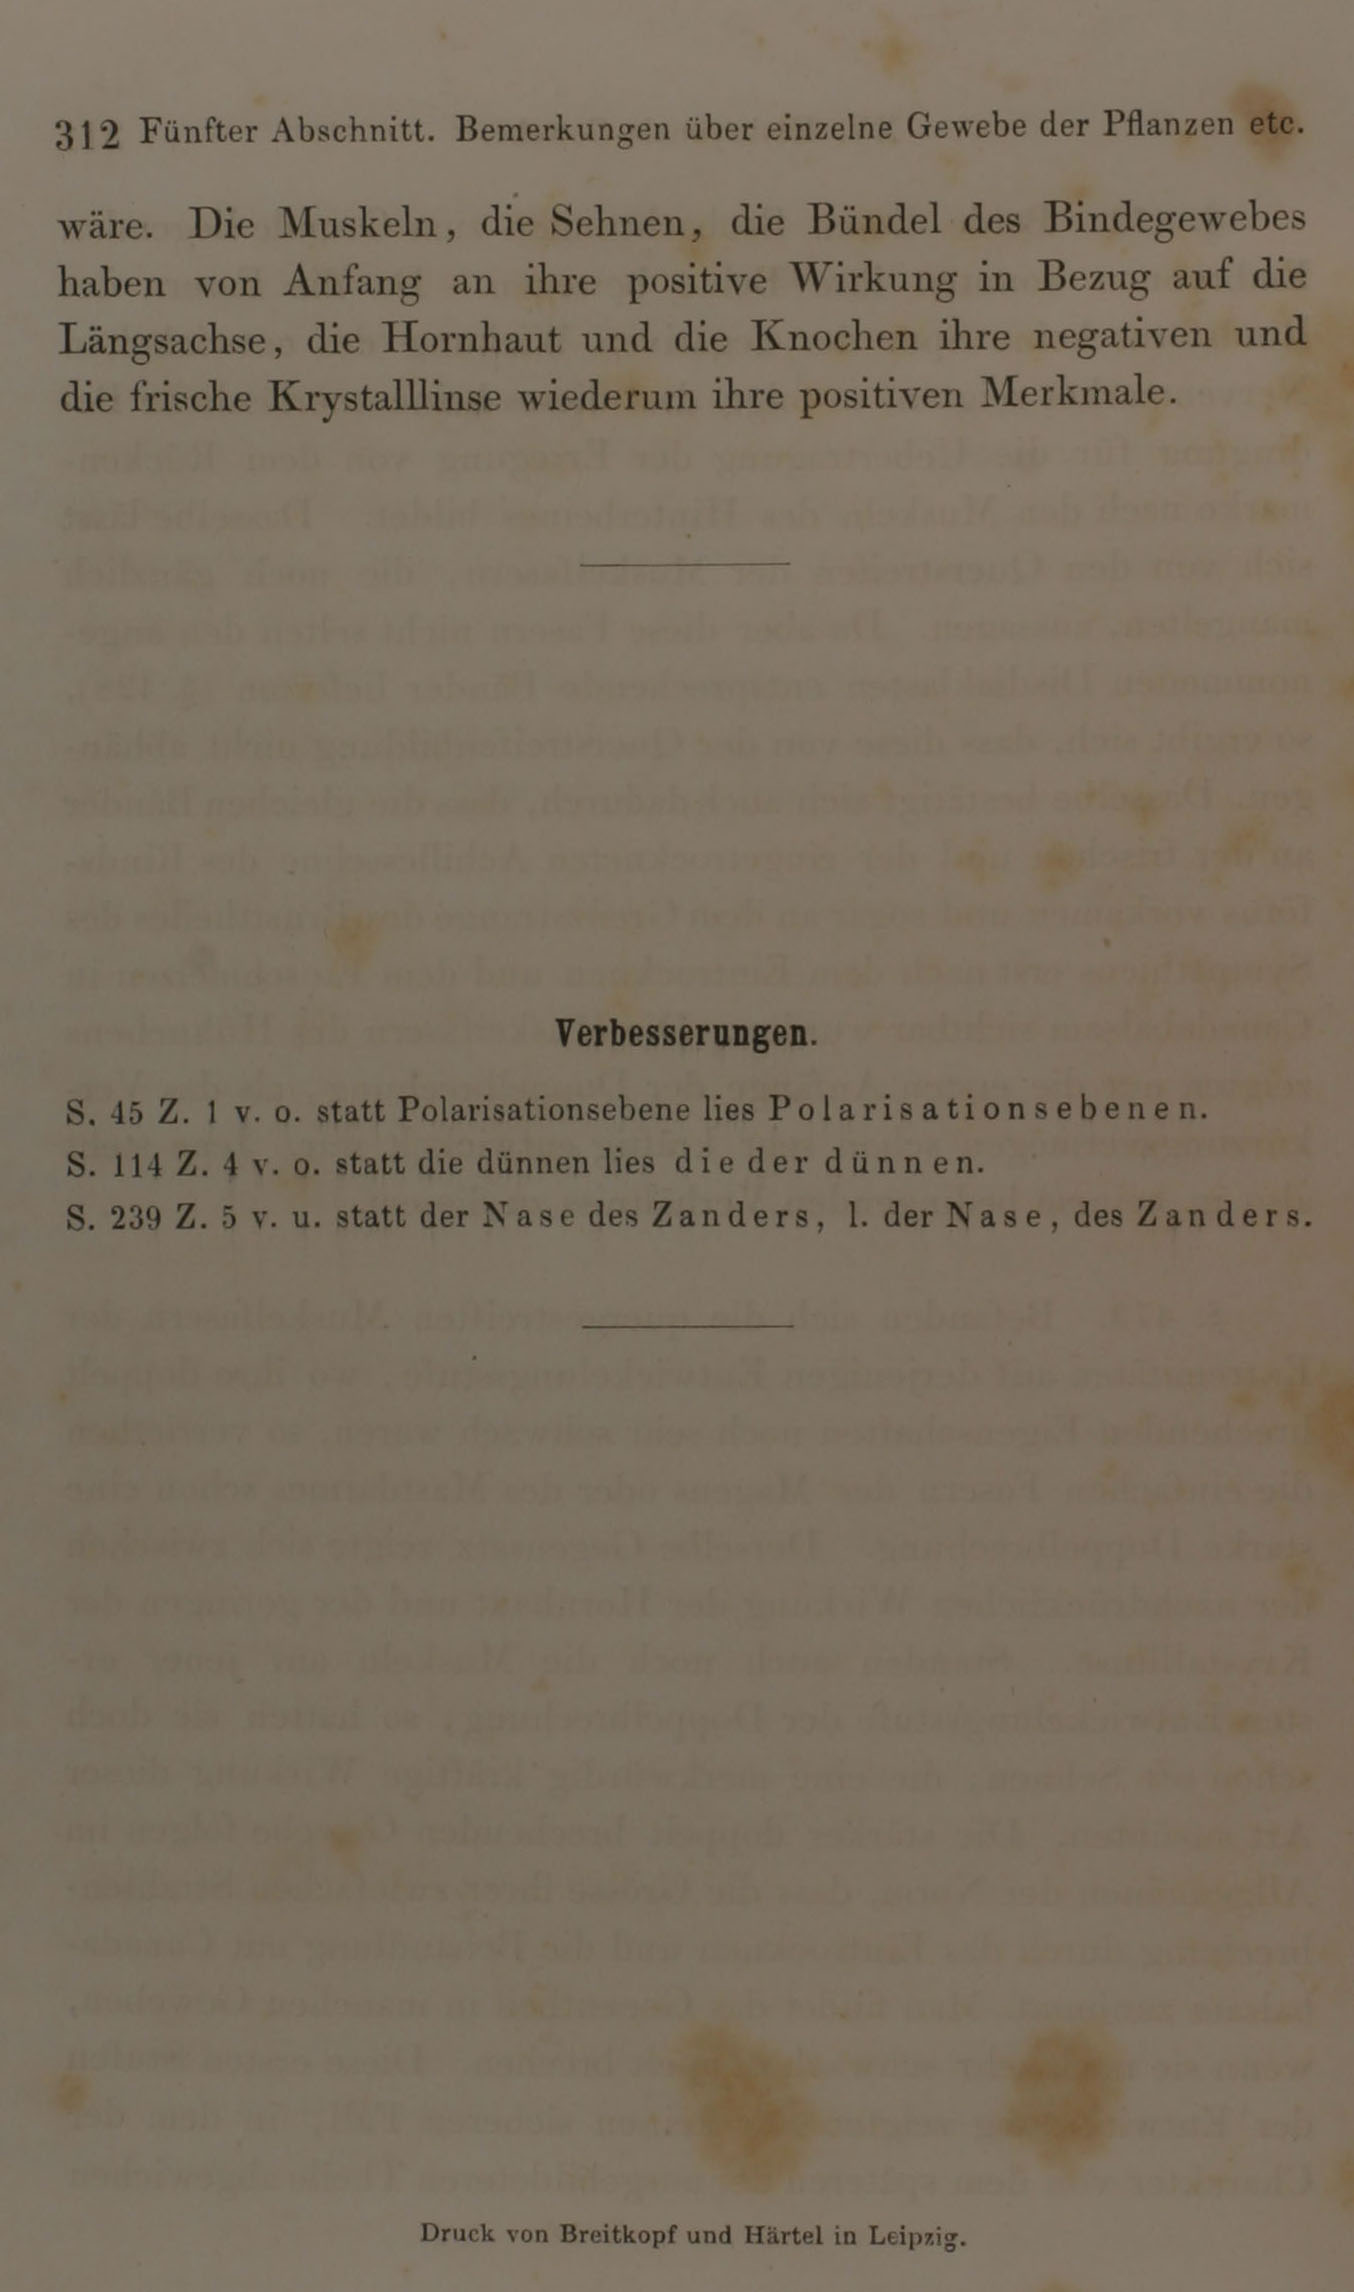 312 Fünfter Abschnitt. Bemerkungen über einzelne Gewebe der Pflanzen etc.
wäre. Die Muskeln, die Sehnen, die Bündel des Bindegewebes
haben von Anfang an ihre positive Wirkung in Bezug auf die
Längsachse, die Hornhaut und die Knochen ihre negativen und
die frische Krystalllinse wiederum ihre positiven Merkmale.
Verbesserungen.
S. 45 Z. 1 v. o. statt Polarisationsebene lies Polarisationsebenen.
S. 114 Z. 4 v. o. statt die dünnen lies die der dünnen.
S. 239 Z. 5 v. u. statt der Nase des Zanders, l. der Nase, des Zanders.
Druck von Breitkopf und Härtel in Leipzig.